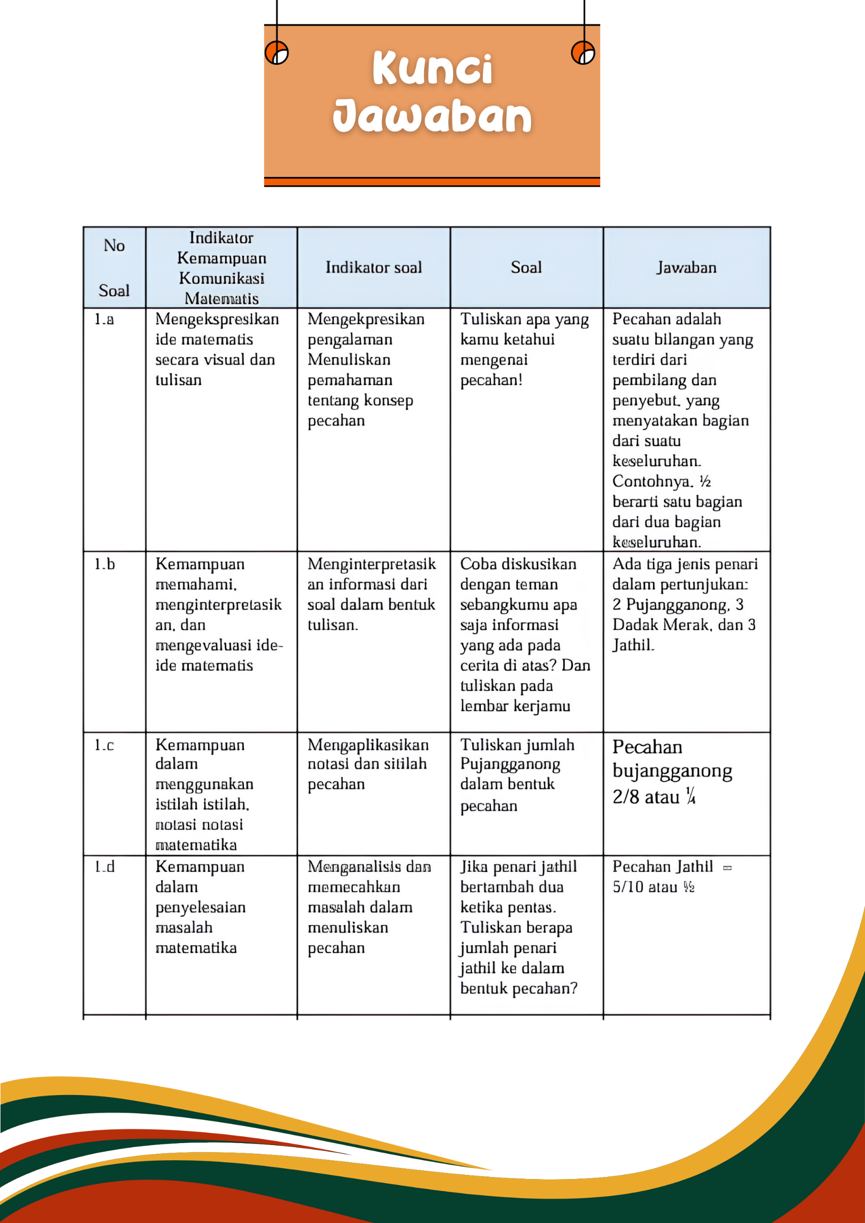 Kunci
Jawaban
No
Soal
Indikator
Kemampuan
Komunikasi
Matematis
Indikator soal
Soal
Jawaban
1.a
Mengekspresikan
ide matematis
secara visual dan
tulisan
Mengekpresikan
pengalaman
Menuliskan
pemahaman
tentang konsep
pecahan
Tuliskan apa yang
kamu ketahui
mengenai
pecahan!
Pecahan adalah
suatu bilangan yang
terdiri dari
pembilang dan
penyebut, yang
menyatakan bagian
dari suatu
keseluruhan.
Contohnya, ½
berarti satu bagian
dari dua bagian
keseluruhan.
1.b
Kemampuan
memahami,
menginterpretasik
an, dan
mengevaluasi ide-
ide matematis
Menginterpretasik
an informasi dari
soal dalam bentuk
tulisan.
Coba diskusikan
dengan teman
sebangkumu apa
saja informasi
yang ada pada
cerita di atas? Dan
tuliskan pada
lembar kerjamu
Ada tiga jenis penari
dalam pertunjukan:
2 Pujangganong, 3
Dadak Merak, dan 3
Jathil.
1.c
Kemampuan
dalam
menggunakan
istilah istilah,
notasi notasi
matematika
Mengaplikasikan
notasi dan sitilah
pecahan
Tuliskan jumlah
Pujangganong
dalam bentuk
pecahan
Pecahan
bujangganong
2/8 atau ¼
1.d
Kemampuan
dalam
penyelesaian
masalah
matematika
Menganalisis dan
memecahkan
masalah dalam
menuliskan
pecahan
Jika penari jathil
bertambah dua
ketika pentas.
Tuliskan berapa
jumlah penari
jathil ke dalam
bentuk pecahan?
Pecahan Jathil =
5/10 atau ½